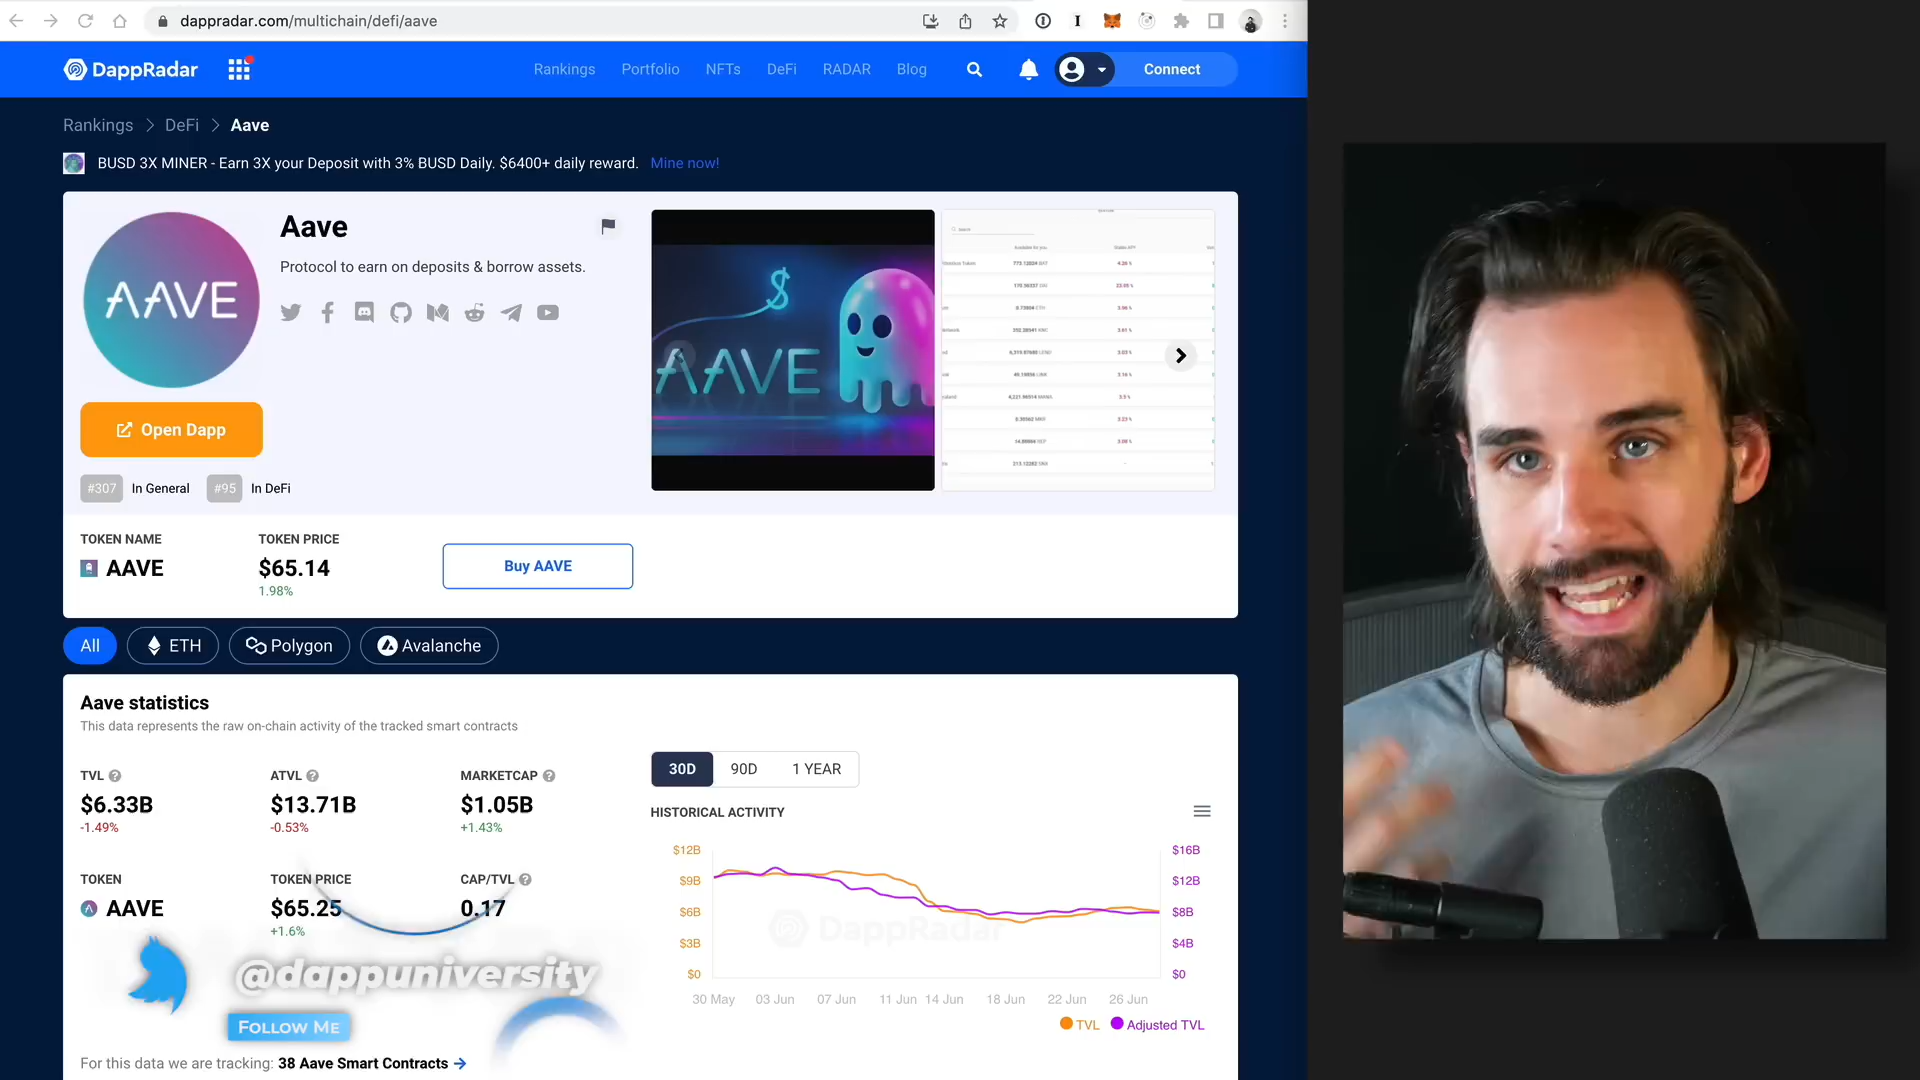 dappradar.com/multichain/defi/aave
DappRadar
Rankings
Portfolio
NFTs
DeFi
RADAR
Blog
Connect
Rankings > DeFi > Aave
BUSD 3X MINER - Earn 3X your Deposit with 3% BUSD Daily. $6400+ daily reward. Mine now!
AAVE
Aave
Protocol to earn on deposits & borrow assets.
AAVE
Open Dapp
#307 In General
#95 In DeFi
TOKEN NAME
AAVE
TOKEN PRICE
$65.14
1.98%
Buy AAVE
All
ETH
Polygon
Avalanche
Aave statistics
This data represents the raw on-chain activity of the tracked smart contracts
TVL
$6.33B
-1.49%
ATVL
$13.71B
-0.53%
MARKETCAP
$1.05B
+1.43%
TOKEN
AAVE
TOKEN PRICE
$65.25
+1.6%
CAP/TVL
0.17
@dappuniversity
FOLLOW ME
For this data we are tracking: 38 Aave Smart Contracts
30D
90D
1 YEAR
HISTORICAL ACTIVITY
$12B
$9B
$6B
$3B
$0
$16B
$12B
$8B
$4B
$0
DappRadar
30 May
03 Jun
07 Jun
11 Jun
14 Jun
18 Jun
22 Jun
26 Jun
TVL
Adjusted TVL